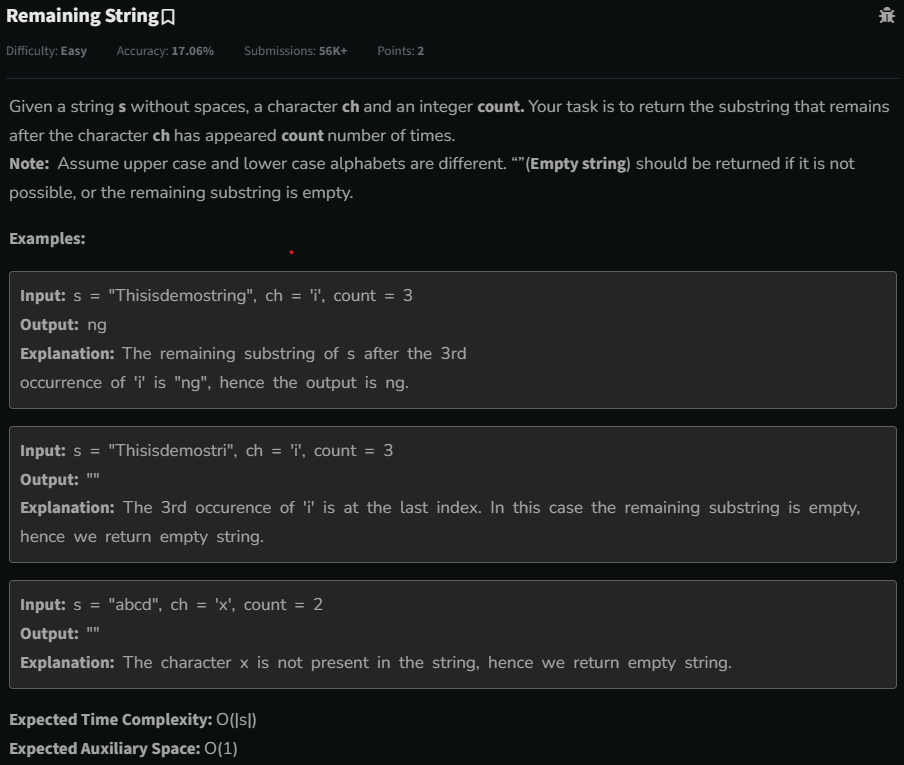 Remaining String
Difficulty: Easy Accuracy: 17.06% Submissions: 56K+ Points: 2
Given a string s without spaces, a character ch and an integer count. Your task is to return the substring that remains
after the character ch has appeared count number of times.
Note: Assume upper case and lower case alphabets are different. “”(Empty string) should be returned if it is not
possible, or the remaining substring is empty.
Examples:
Input: s = "Thisisdemostring", ch = 'i', count = 3
Output: ng
Explanation: The remaining substring of s after the 3rd
occurrence of 'i' is "ng", hence the output is ng.
Input: s = "Thisisdemostri", ch = 'i', count = 3
Output: ""
Explanation: The 3rd occurence of 'i' is at the last index. In this case the remaining substring is empty,
hence we return empty string.
Input: s = "abcd", ch = 'x', count = 2
Output: ""
Explanation: The character x is not present in the string, hence we return empty string.
Expected Time Complexity: O(|s|)
Expected Auxiliary Space: O(1)